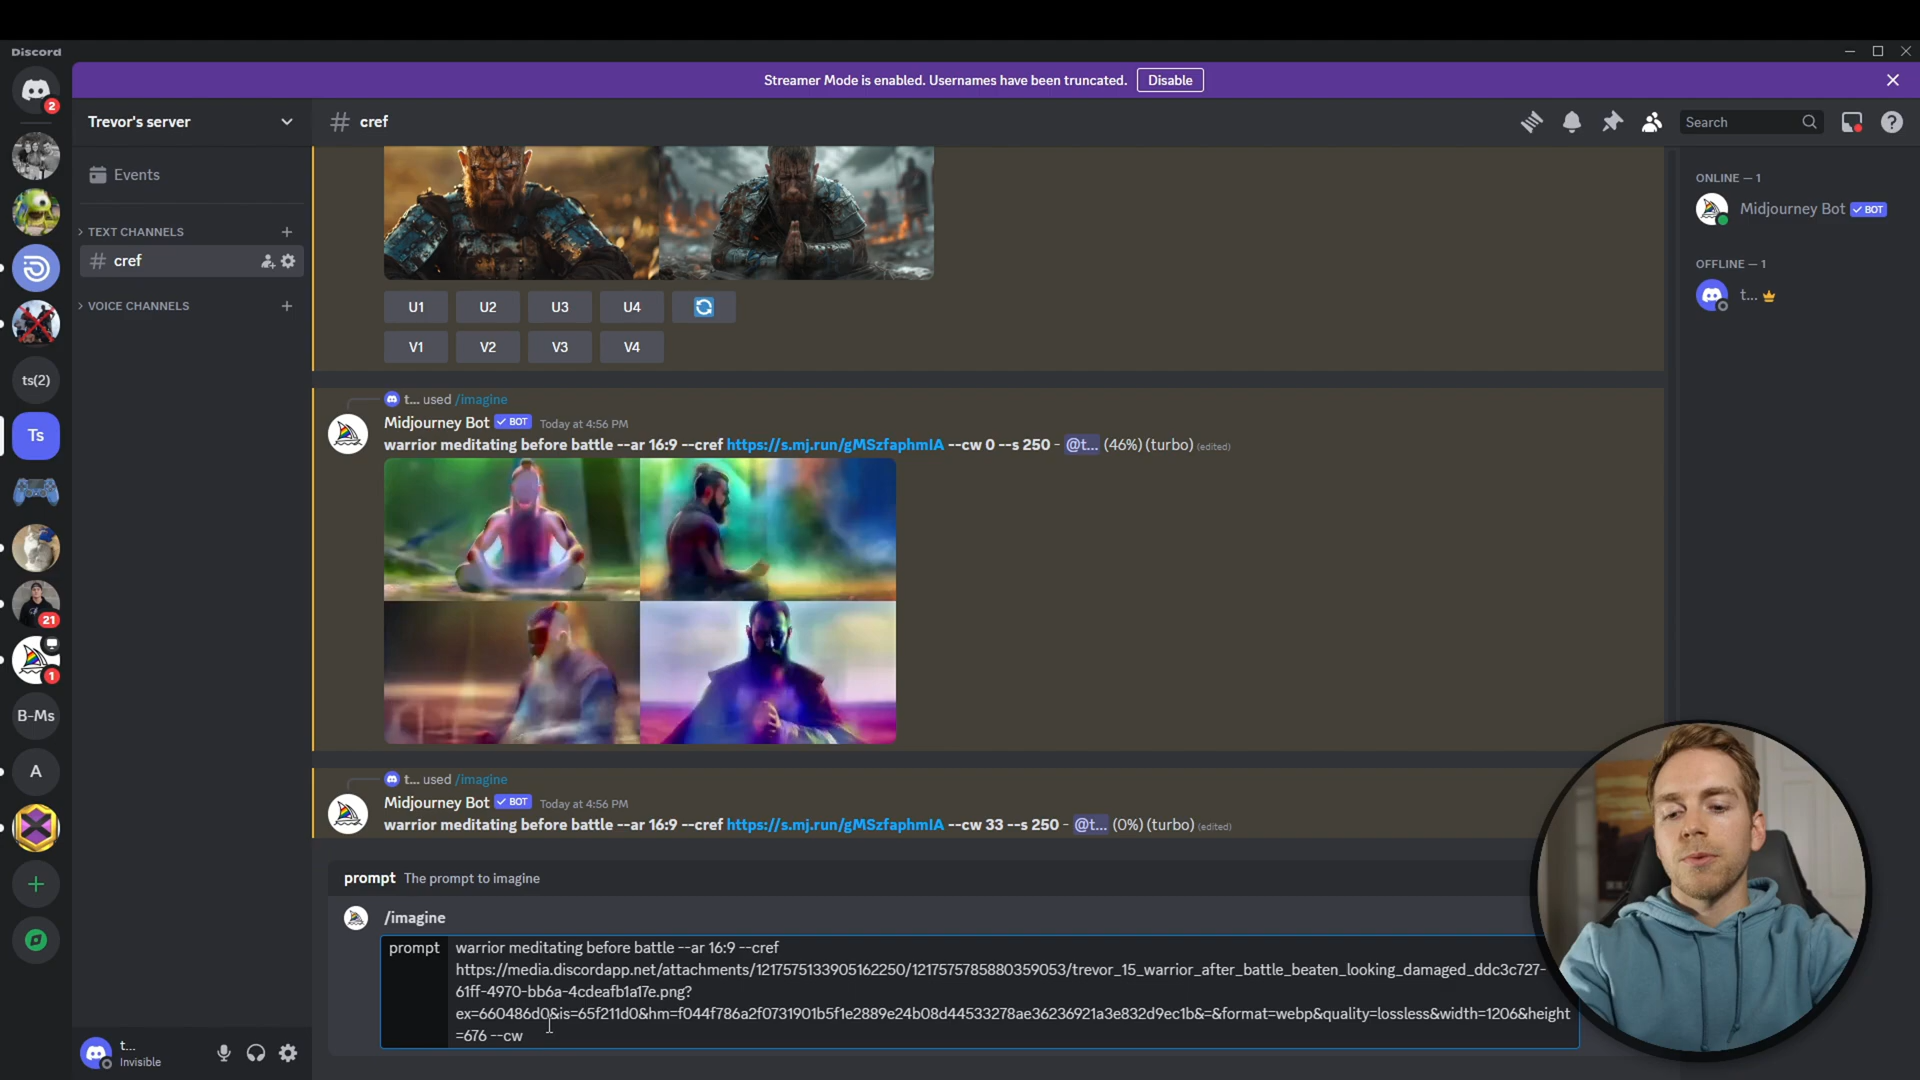 Discord
Streamer Mode is enabled. Usernames have been truncated. Disable
2
Trevor's server
# cref
Search
Events
TEXT CHANNELS
# cref
VOICE CHANNELS
ts(2)
Ts
21
1
B-Ms
A
U1 U2 U3 U4
V1 V2 V3 V4
t... used /imagine
Midjourney Bot BOT Today at 4:56 PM
warrior meditating before battle --ar 16:9 --cref https://s.mj.run/gMSzfaphmIA --cw 0 --s 250 - @t... (46%) (turbo) (edited)
t... used /imagine
Midjourney Bot BOT Today at 4:56 PM
warrior meditating before battle --ar 16:9 --cref https://s.mj.run/gMSzfaphmIA --cw 33 --s 250 - @t... (0%) (turbo) (edited)
prompt The prompt to imagine
/imagine
prompt warrior meditating before battle --ar 16:9 --cref
https://media.discordapp.net/attachments/1217575133905162250/1217575785880359053/trevor_15_warrior_after_battle_beaten_looking_damaged_ddc3c727-
61ff-4970-bb6a-4cdeafb1a17e.png?
ex=660486d0&is=65f211d0&hm=f044f786a2f0731901b5f1e2889e24b08d44533278ae36236921a3e832d9ec1b&=&format=webp&quality=lossless&width=1206&height
=676 --cw
t...
Invisible
ONLINE — 1
Midjourney Bot BOT
OFFLINE — 1
t...